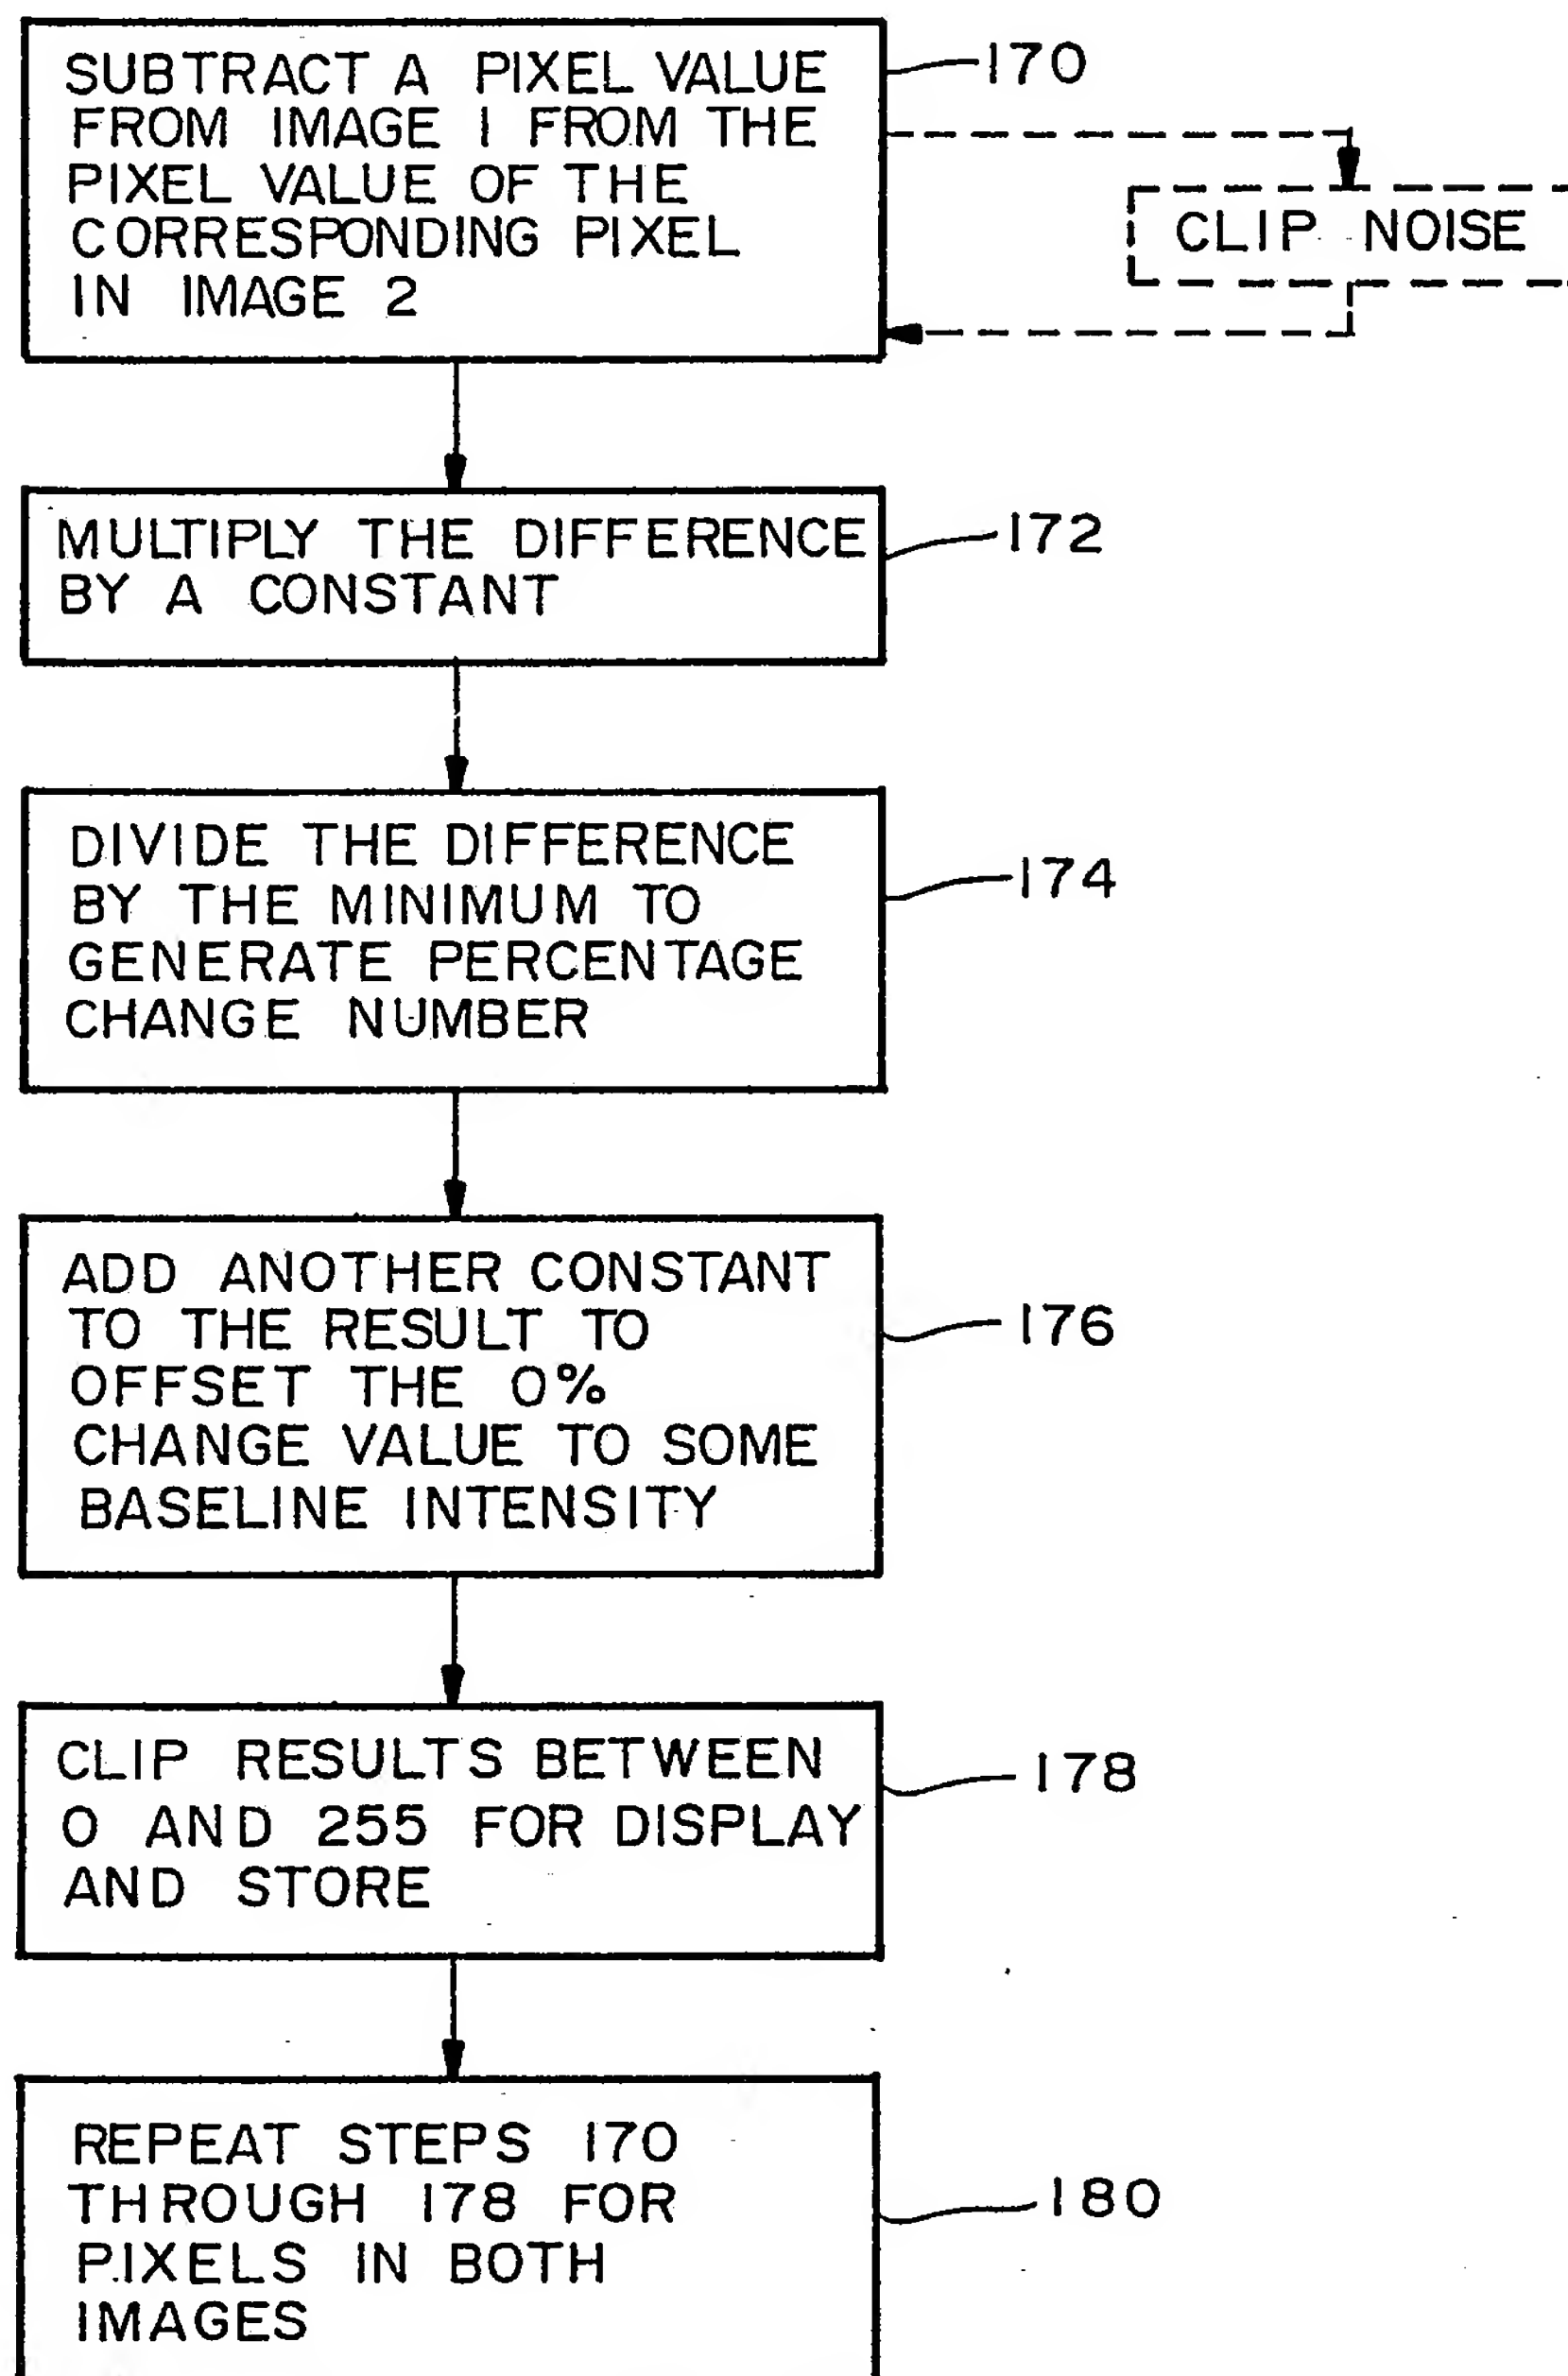 SUBTRACT A PIXEL VALUE
FROM IMAGE 1 FROM THE
PIXEL VALUE OF THE
CORRESPONDING PIXEL
IN IMAGE 2
170
CLIP NOISE
MULTIPLY THE DIFFERENCE
BY A CONSTANT
172
DIVIDE THE DIFFERENCE
BY THE MINIMUM TO
GENERATE PERCENTAGE
CHANGE NUMBER
174
ADD ANOTHER CONSTANT
TO THE RESULT TO
OFFSET THE 0%
CHANGE VALUE TO SOME
BASELINE INTENSITY
176
CLIP RESULTS BETWEEN
0 AND 255 FOR DISPLAY
AND STORE
178
REPEAT STEPS 170
THROUGH 178 FOR
PIXELS IN BOTH
IMAGES
180